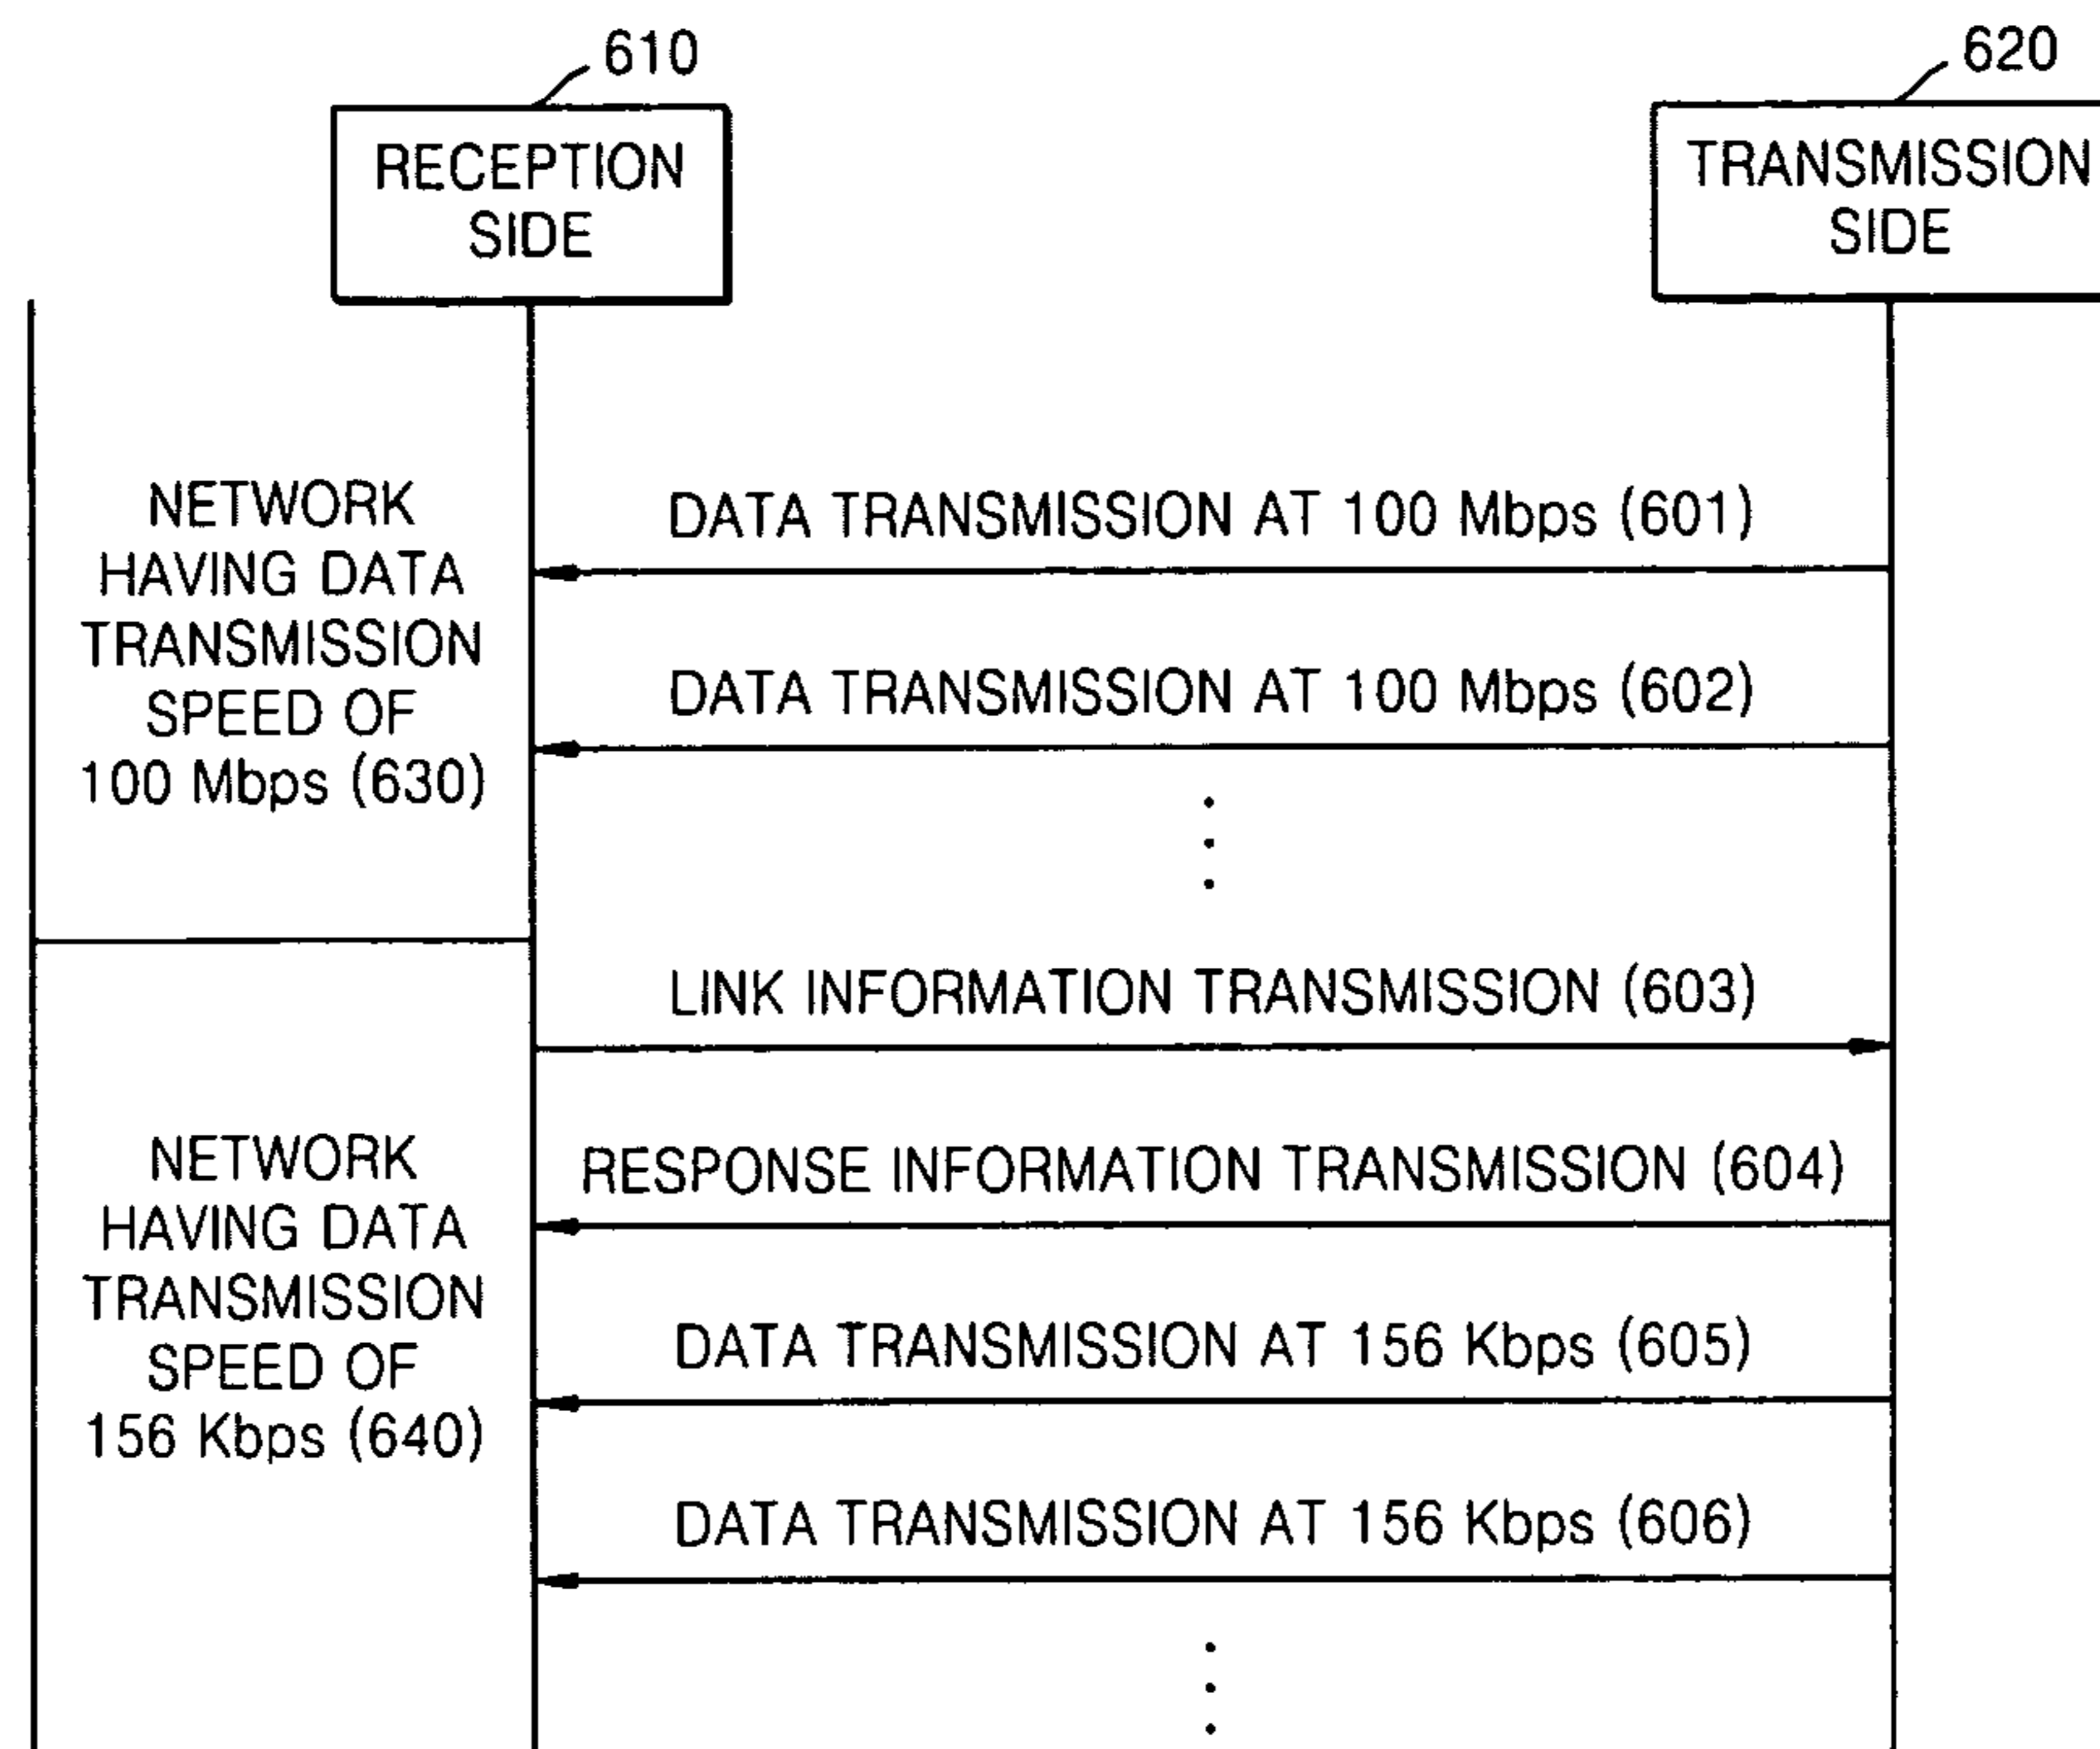 610
620
RECEPTION
SIDE
TRANSMISSION
SIDE
NETWORK
HAVING DATA
TRANSMISSION
SPEED OF
100 Mbps (630)
DATA TRANSMISSION AT 100 Mbps (601)
DATA TRANSMISSION AT 100 Mbps (602)
LINK INFORMATION TRANSMISSION (603)
NETWORK
HAVING DATA
TRANSMISSION
SPEED OF
156 Kbps (640)
RESPONSE INFORMATION TRANSMISSION (604)
DATA TRANSMISSION AT 156 Kbps (605)
DATA TRANSMISSION AT 156 Kbps (606)